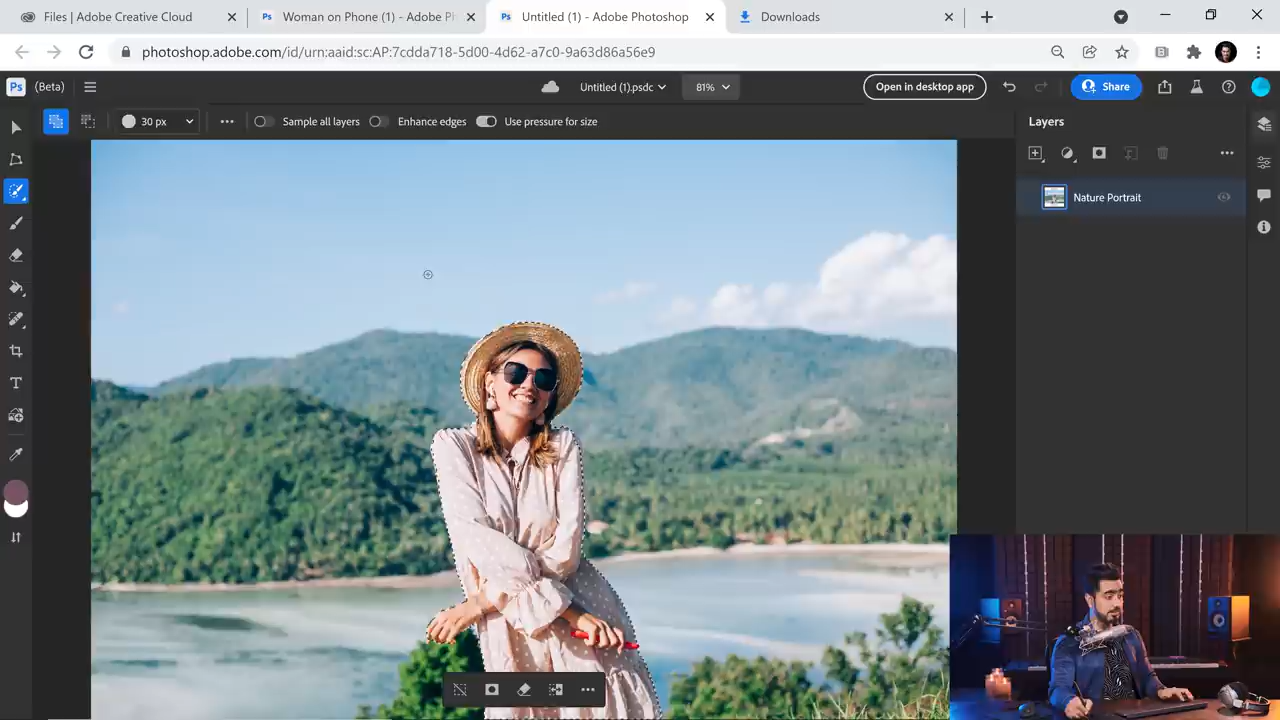 Files | Adobe Creative Cloud
Woman on Phone (1) - Adobe Ph
Untitled (1) - Adobe Photoshop
Downloads
photoshop.adobe.com/id/urn:aaid:sc:AP:7cdda718-5d00-4d62-a7c0-9a63d86a56e9
Ps (Beta)
Untitled (1).psdc
81%
Open in desktop app
Share
30 px
Sample all layers
Enhance edges
Use pressure for size
Layers
Nature Portrait